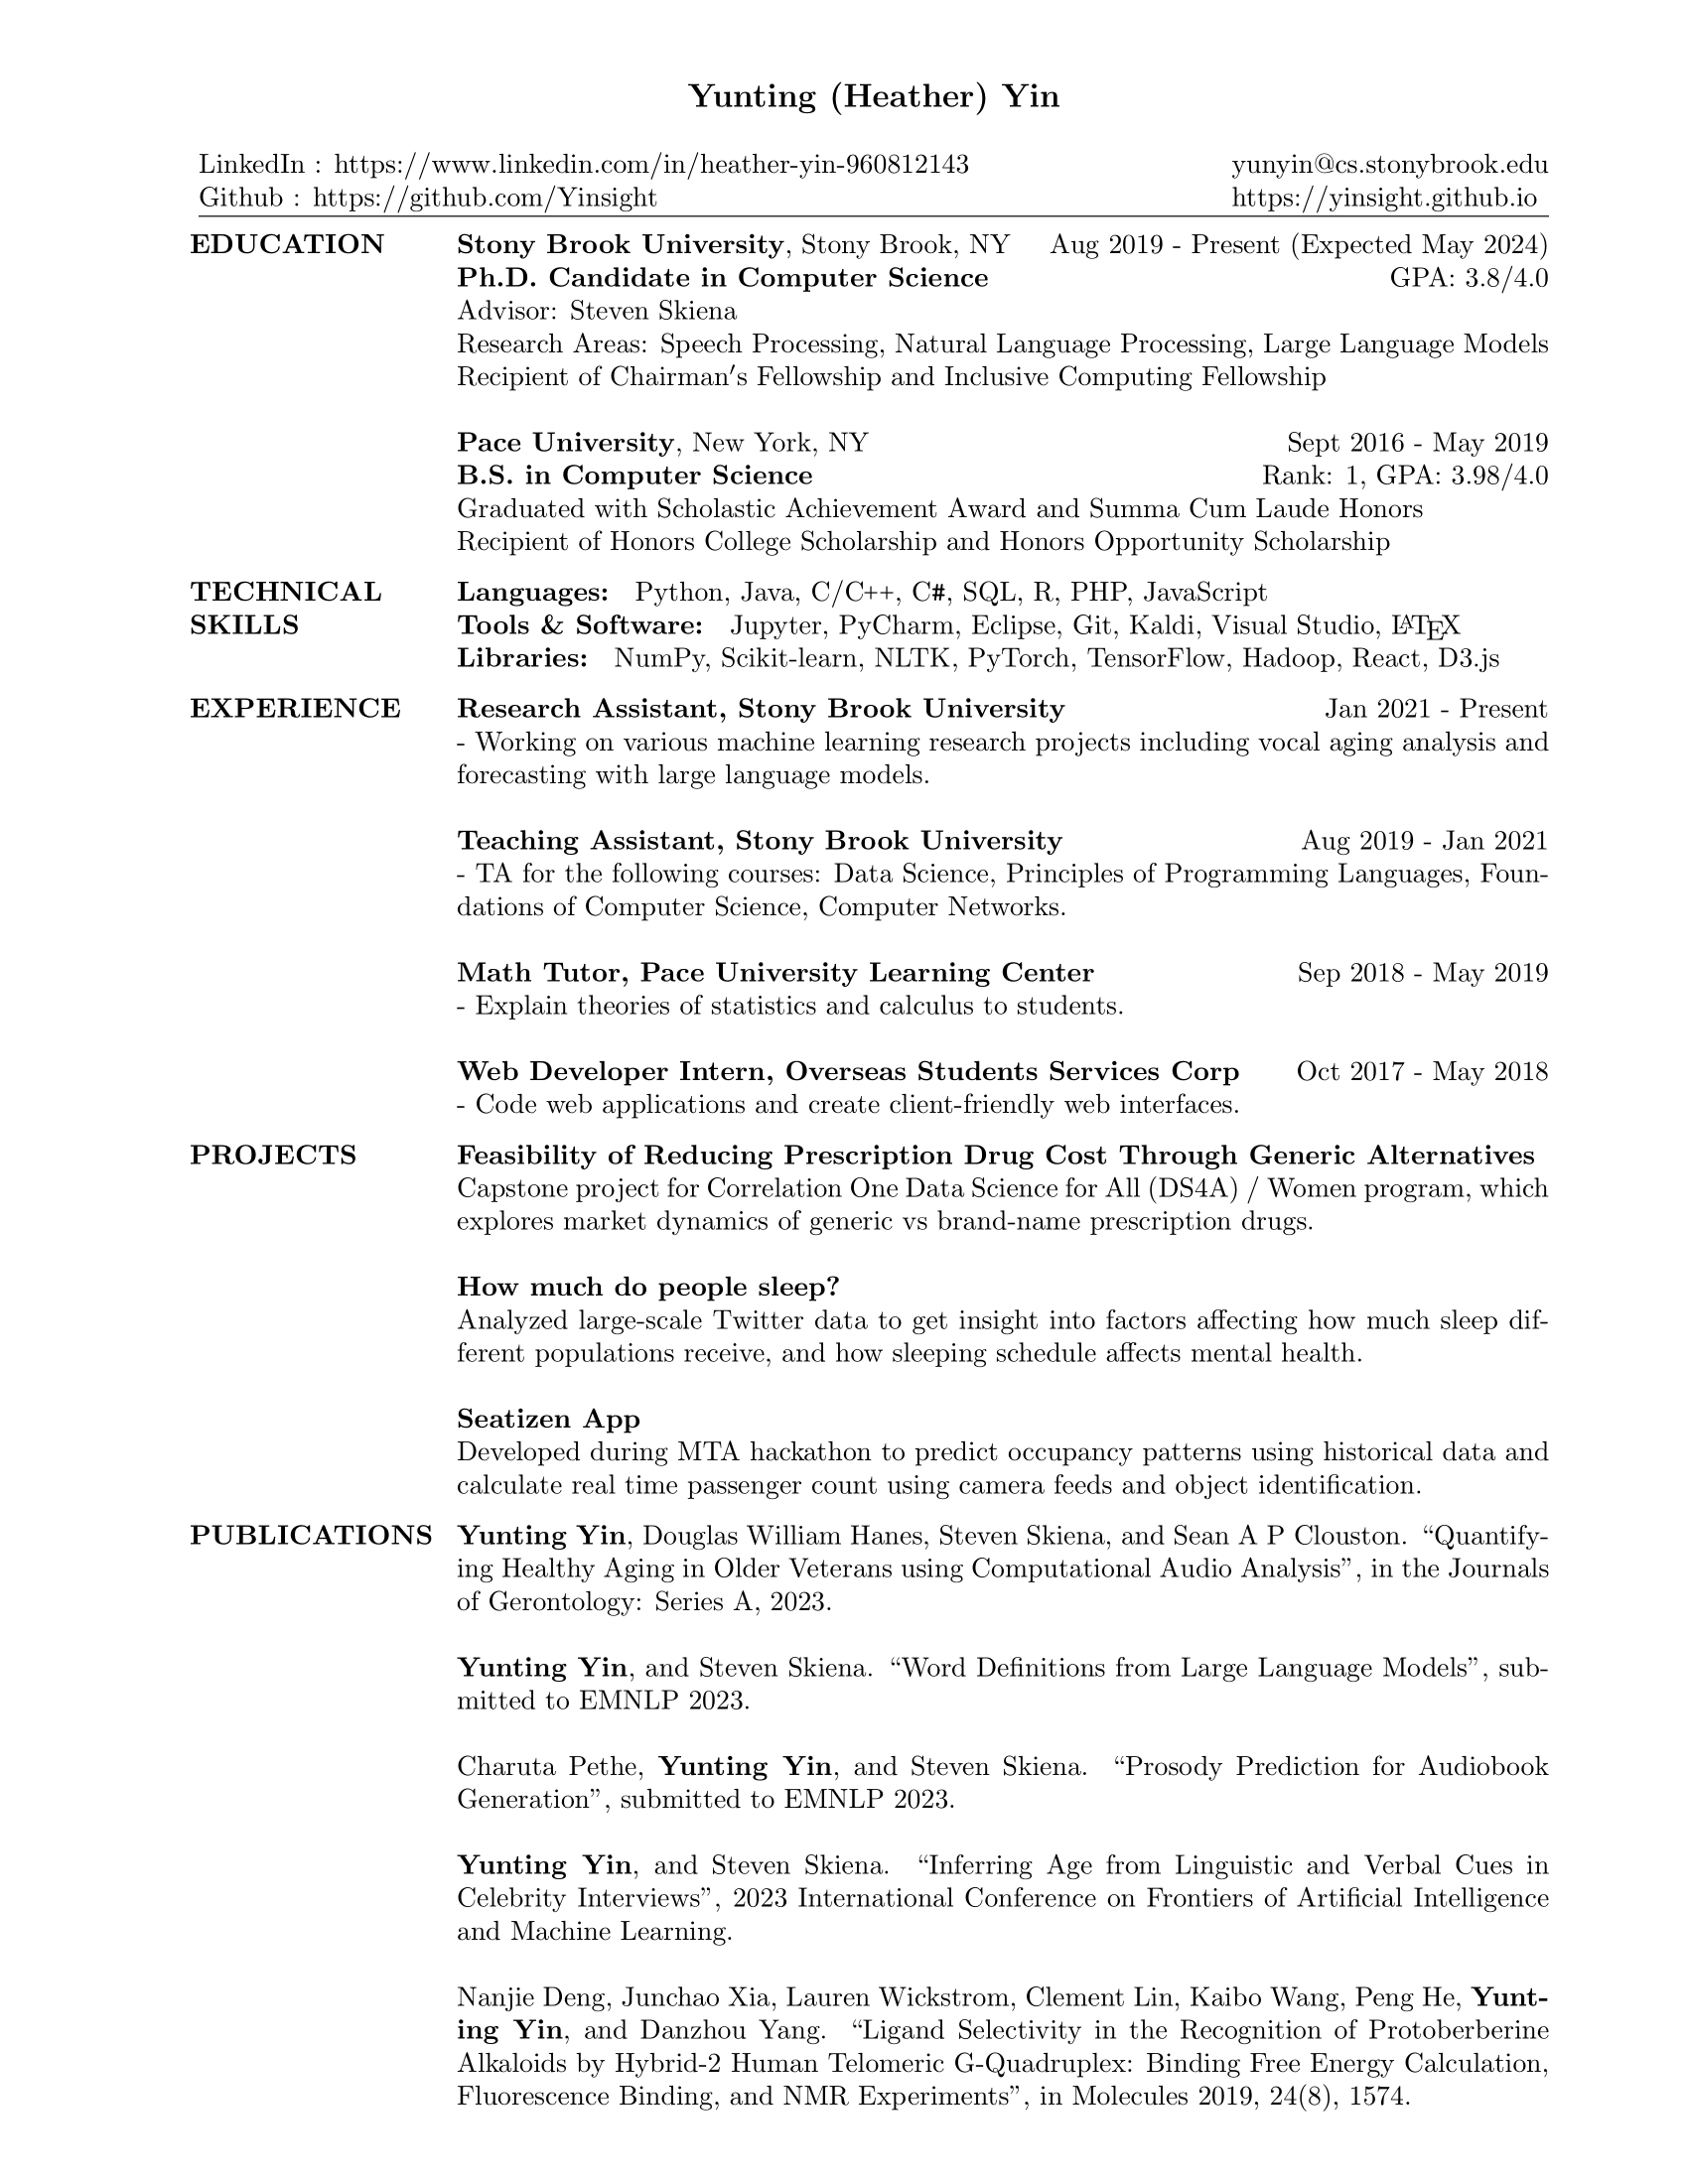 Yunting (Heather) Yin
LinkedIn : https://www.linkedin.com/in/heather-yin-960812143 yunyin@cs.stonybrook.edu
Github : https://github.com/Yinsight https://yinsight.github.io
EDUCATION Stony Brook University, Stony Brook, NY Aug 2019 - Present (Expected May 2024)
Ph.D. Candidate in Computer Science GPA: 3.8/4.0
Advisor: Steven Skiena
Research Areas: Speech Processing, Natural Language Processing, Large Language Models
Recipient of Chairman′s Fellowship and Inclusive Computing Fellowship
Pace University, New York, NY Sept 2016 - May 2019
B.S. in Computer Science Rank: 1, GPA: 3.98/4.0
Graduated with Scholastic Achievement Award and Summa Cum Laude Honors
Recipient of Honors College Scholarship and Honors Opportunity Scholarship
TECHNICAL Languages: Python, Java, C/C++, C#, SQL, R, PHP, JavaScript
SKILLS Tools & Software: Jupyter, PyCharm, Eclipse, Git, Kaldi, Visual Studio, LATEX
Libraries: NumPy, Scikit-learn, NLTK, PyTorch, TensorFlow, Hadoop, React, D3.js
EXPERIENCE Research Assistant, Stony Brook University Jan 2021 - Present
- Working on various machine learning research projects including vocal aging analysis and
forecasting with large language models.
Teaching Assistant, Stony Brook University Aug 2019 - Jan 2021
- TA for the following courses: Data Science, Principles of Programming Languages, Foun-
dations of Computer Science, Computer Networks.
Math Tutor, Pace University Learning Center Sep 2018 - May 2019
- Explain theories of statistics and calculus to students.
Web Developer Intern, Overseas Students Services Corp Oct 2017 - May 2018
- Code web applications and create client-friendly web interfaces.
PROJECTS Feasibility of Reducing Prescription Drug Cost Through Generic Alternatives
Capstone project for Correlation One Data Science for All (DS4A) / Women program, which
explores market dynamics of generic vs brand-name prescription drugs.
How much do people sleep?
Analyzed large-scale Twitter data to get insight into factors affecting how much sleep dif-
ferent populations receive, and how sleeping schedule affects mental health.
Seatizen App
Developed during MTA hackathon to predict occupancy patterns using historical data and
calculate real time passenger count using camera feeds and object identification.
PUBLICATIONS Yunting Yin, Douglas William Hanes, Steven Skiena, and Sean A P Clouston. “Quantify-
ing Healthy Aging in Older Veterans using Computational Audio Analysis”, in the Journals
of Gerontology: Series A, 2023.
Yunting Yin, and Steven Skiena. “Word Definitions from Large Language Models”, sub-
mitted to EMNLP 2023.
Charuta Pethe, Yunting Yin, and Steven Skiena. “Prosody Prediction for Audiobook
Generation”, submitted to EMNLP 2023.
Yunting Yin, and Steven Skiena. “Inferring Age from Linguistic and Verbal Cues in
Celebrity Interviews”, 2023 International Conference on Frontiers of Artificial Intelligence
and Machine Learning.
Nanjie Deng, Junchao Xia, Lauren Wickstrom, Clement Lin, Kaibo Wang, Peng He, Yunt-
ing Yin, and Danzhou Yang. “Ligand Selectivity in the Recognition of Protoberberine
Alkaloids by Hybrid-2 Human Telomeric G-Quadruplex: Binding Free Energy Calculation,
Fluorescence Binding, and NMR Experiments”, in Molecules 2019, 24(8), 1574.